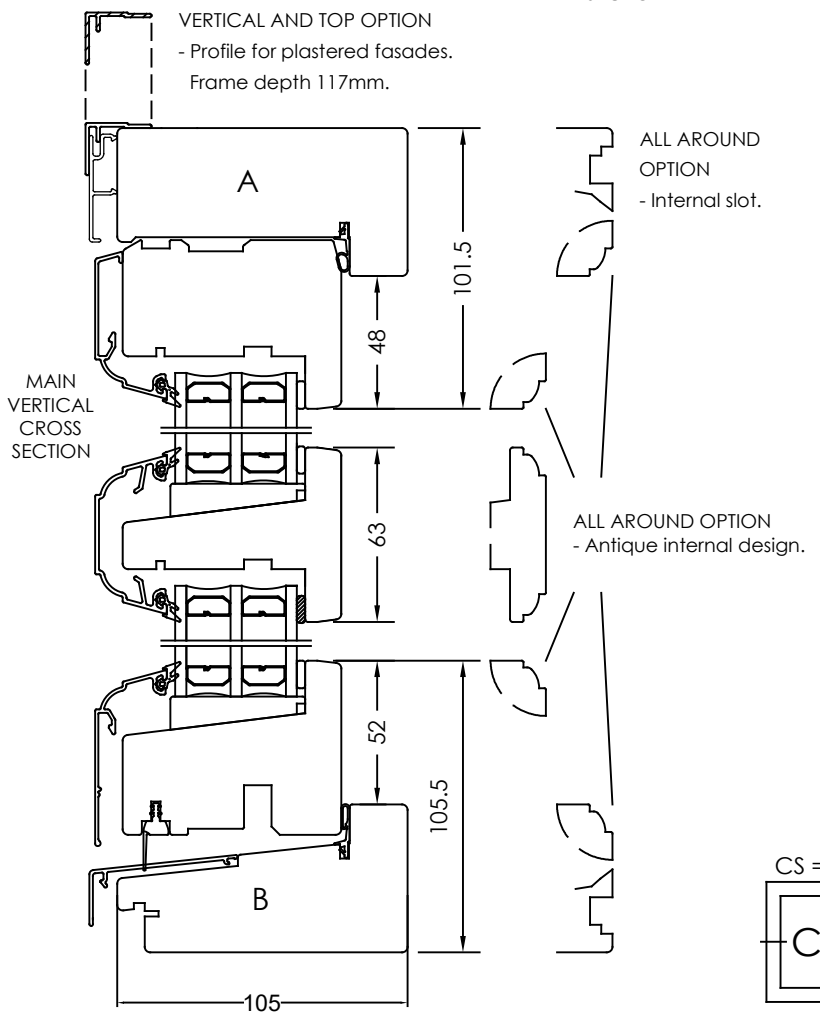 VERTICAL AND TOP OPTION
- Profile for plastered fasades.
Frame depth 117mm.
A
ALL AROUND
OPTION
- Internal slot.
101.5
48
MAIN
VERTICAL
CROSS
SECTION
63
ALL AROUND OPTION
- Antique internal design.
52
105.5
CS =
C
B
105